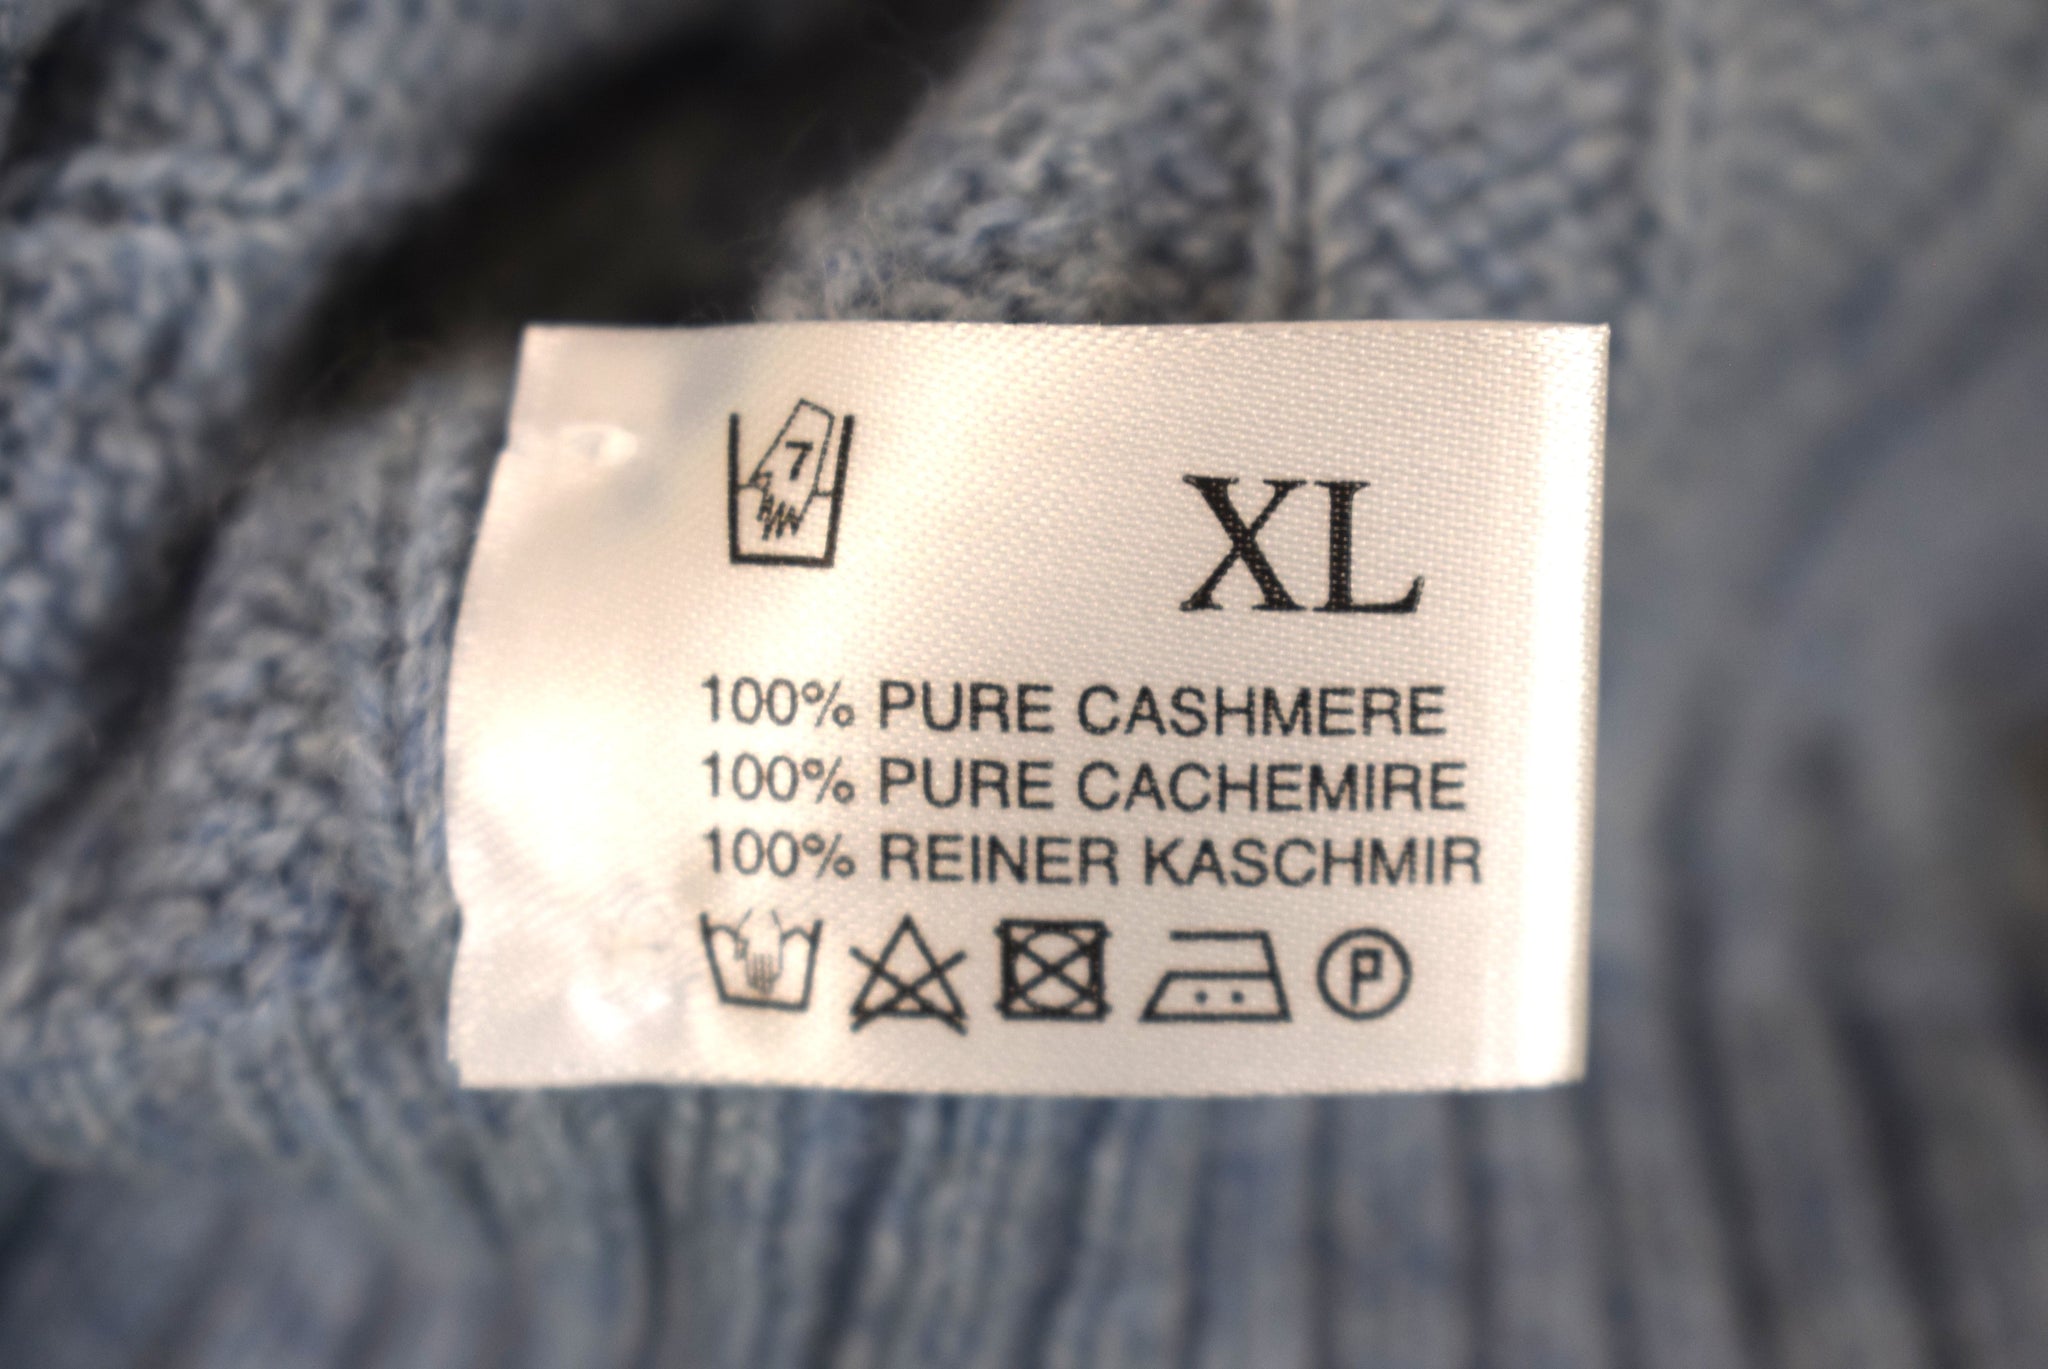 7
XL
100% PURE CASHMERE
100% PURE CACHEMIRE
100% REINER KASCHMIR
P